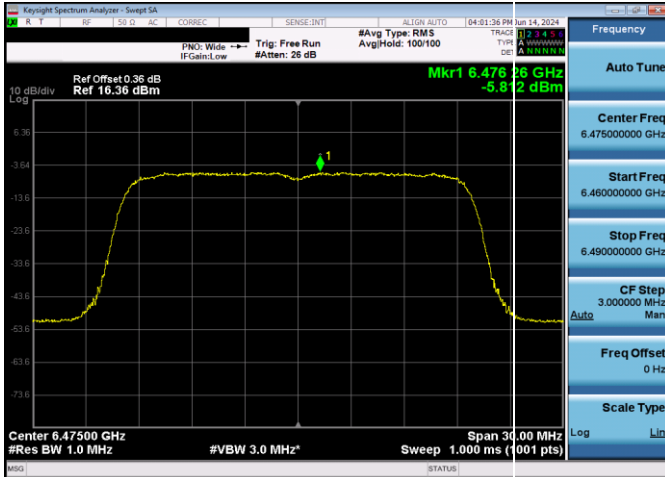 Keysight Spectrum Analyzer - Swept SA
R T RF 50 Ω AC CORREC SENSE:INT ALIGN AUTO 04:01:36 PM Jun 14, 2024
PNO: Wide
IFGain:Low
Trig: Free Run
#Atten: 26 dB
#Avg Type: RMS
Avg|Hold: 100/100
TRACE 1 2 3 4 5 6
TYPE A WWWWW
DET A NNNNN
Mkr1 6.476 26 GHz
-5.812 dBm
Ref Offset 0.36 dB
Ref 16.36 dBm
10 dB/div
Log
6.36
-3.64
-13.6
-23.6
-33.6
-43.6
-53.6
-63.6
-73.6
1
Center 6.47500 GHz
#Res BW 1.0 MHz
#VBW 3.0 MHz*
Span 30.00 MHz
Sweep 1.000 ms (1001 pts)
MSG
STATUS
Frequency
Auto Tune
Center Freq
6.475000000 GHz
Start Freq
6.460000000 GHz
Stop Freq
6.490000000 GHz
CF Step
3.000000 MHz
Auto Man
Freq Offset
0 Hz
Scale Type
Log Lin